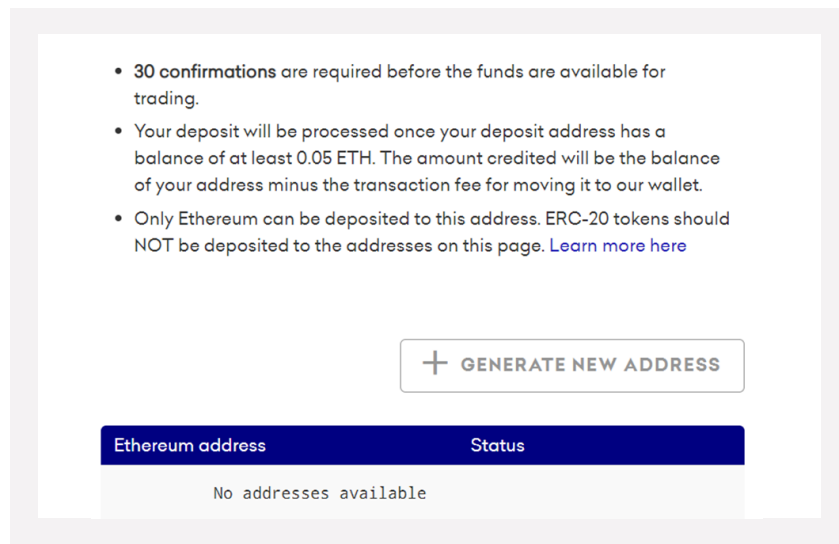 30 confirmations are required before the funds are available for
trading.
Your deposit will be processed once your deposit address has a
balance of at least 0.05 ETH. The amount credited will be the balance
of your address minus the transaction fee for moving it to our wallet.
Only Ethereum can be deposited to this address. ERC-20 tokens should
NOT be deposited to the addresses on this page. Learn more here
GENERATE NEW ADDRESS
Ethereum address Status
No addresses available